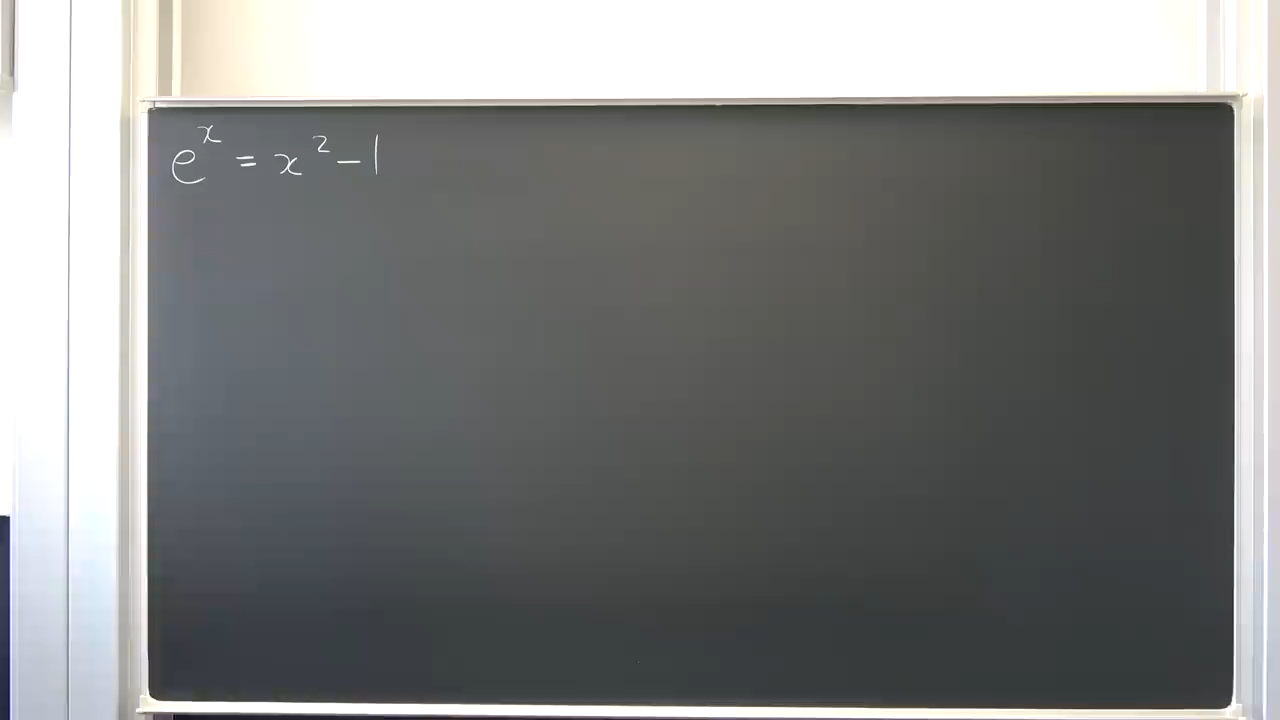 e^x = x^2 - 1